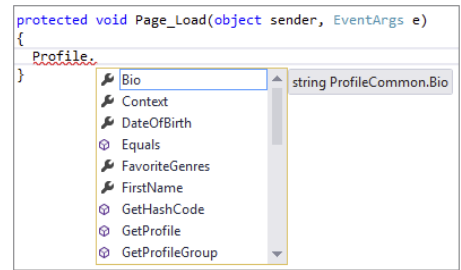 protected void Page_Load(object sender, EventArgs e)
{
Profile.
}
Bio
string ProfileCommon.Bio
Context
DateOfBirth
Equals
FavoriteGenres
FirstName
GetHashCode
GetProfile
GetProfileGroup